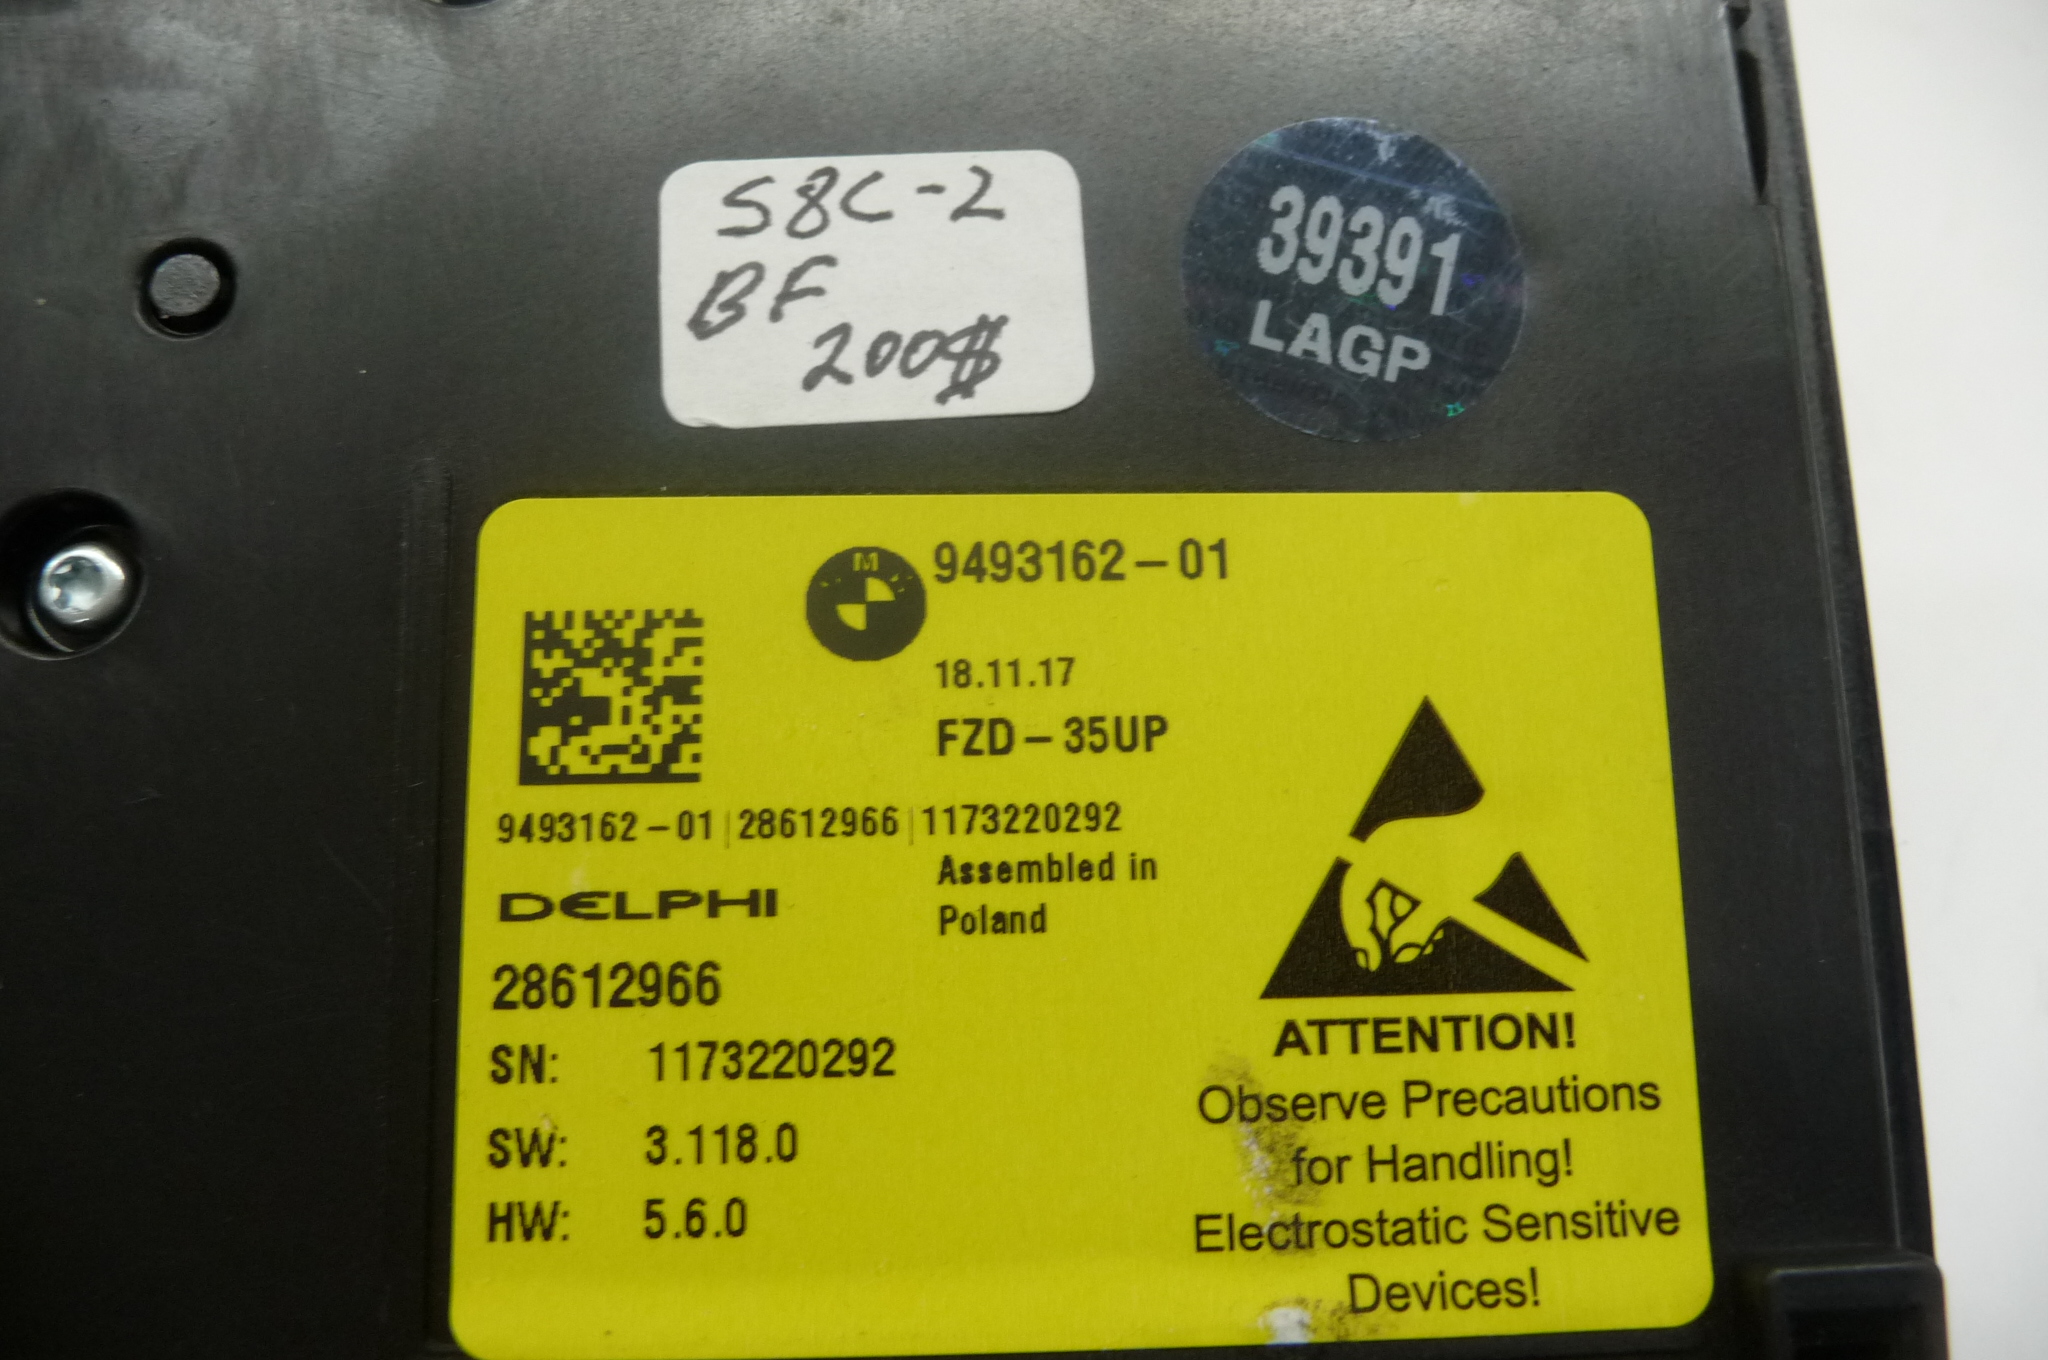 S8C-2
BF
200$
39391
LAGP
9493162-01
18.11.17
FZD-35UP
9493162-01|28612966|1173220292
Assembled in
Poland
DELPHI
28612966
SN: 1173220292
SW: 3.118.0
HW: 5.6.0
ATTENTION!
Observe Precautions
for Handling!
Electrostatic Sensitive
Devices!